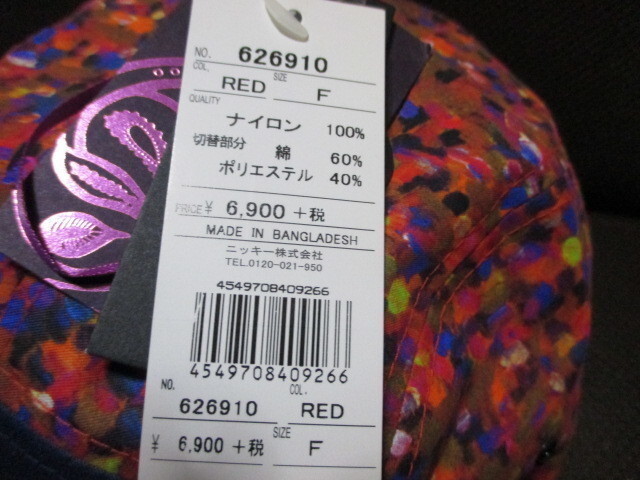 NO. 626910
COL. SIZE
RED F
QUALITY
ナイロン 100%
切替部分 綿 60%
ポリエステル 40%
PRICE ¥ 6,900 +税
MADE IN BANGLADESH
ニッキー株式会社
TEL.0120-021-950
4549708409266
4549708409266
NO. COL.
626910 RED
SIZE
¥ 6,900 +税 F